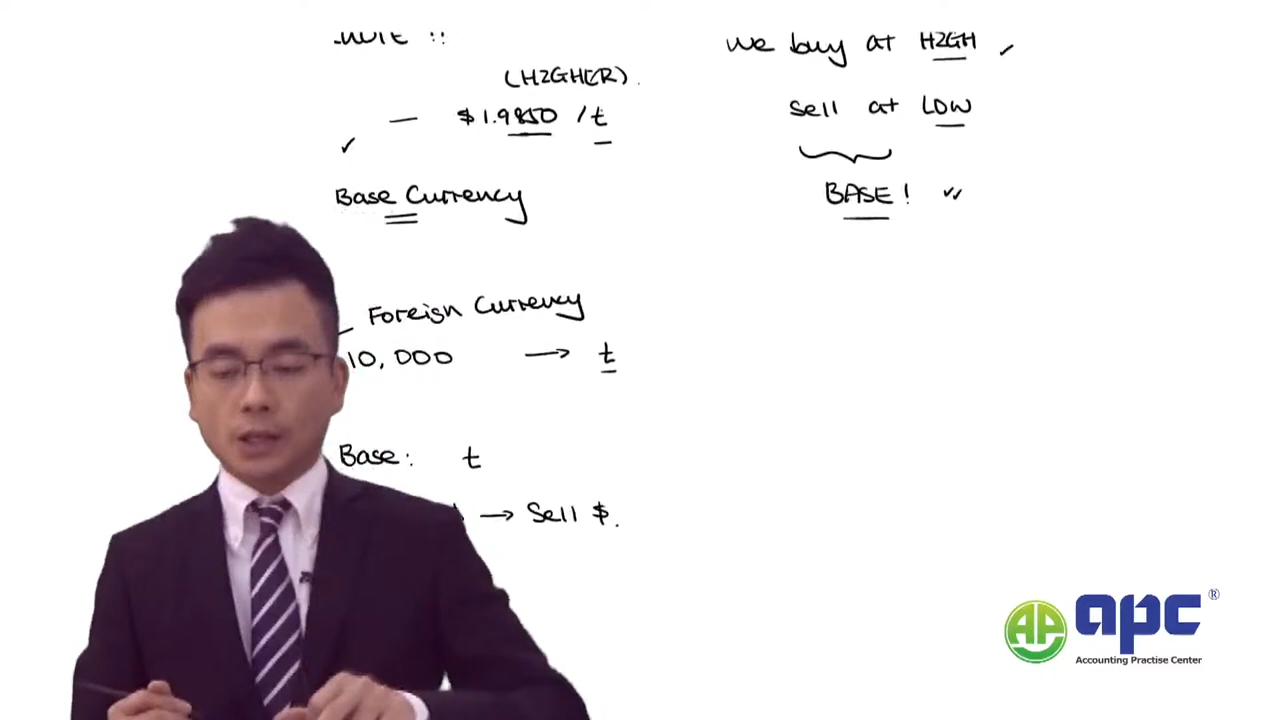 (HIGHER).
— $1.9850 / t
Base Currency
Foreign Currency
10,000 → t
Base: t
→ Sell $.
We buy at HIGH ✓
sell at LOW
BASE! ✓✓
AP apc ®
Accounting Practise Center